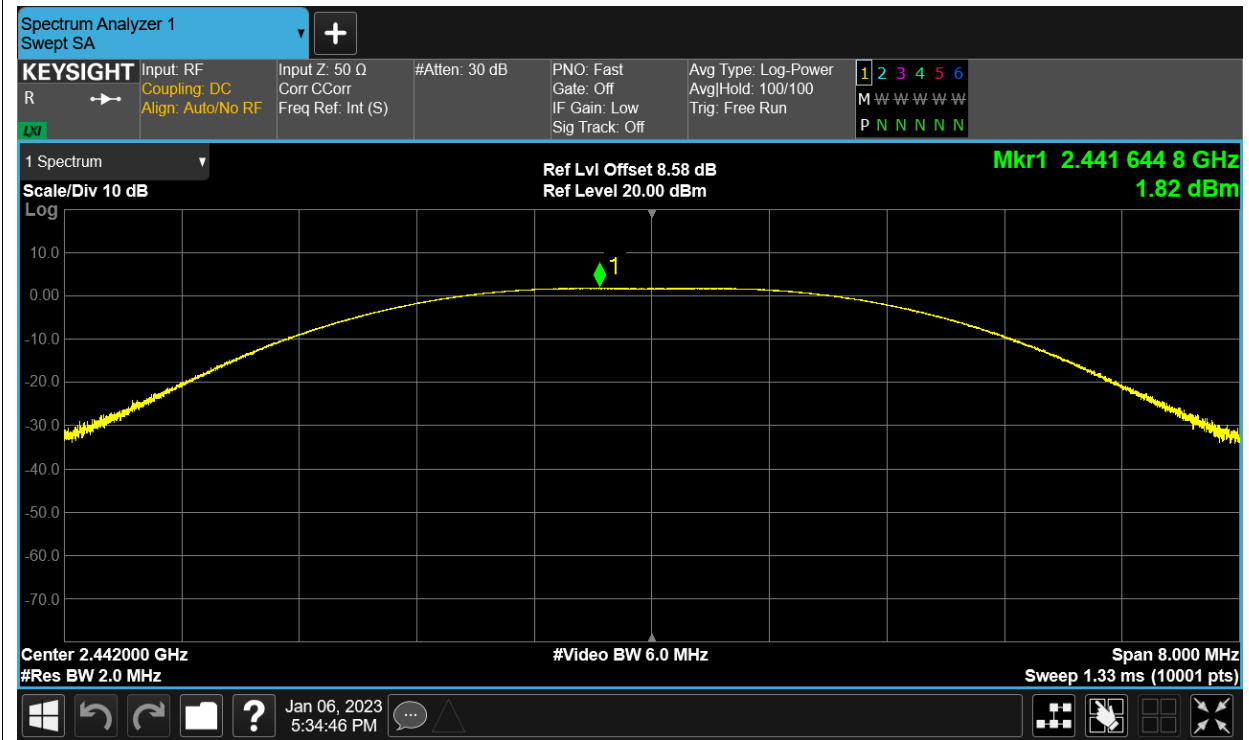 Spectrum Analyzer 1
Swept SA
+
KEYSIGHT
R
LXI
Input: RF
Coupling: DC
Align: Auto/No RF
Input Z: 50 Ω
Corr CCorr
Freq Ref: Int (S)
#Atten: 30 dB
PNO: Fast
Gate: Off
IF Gain: Low
Sig Track: Off
Avg Type: Log-Power
Avg|Hold: 100/100
Trig: Free Run
1 2 3 4 5 6
M W W W W W
P N N N N N
1 Spectrum
Scale/Div 10 dB
Log
Ref Lvl Offset 8.58 dB
Ref Level 20.00 dBm
Mkr1 2.441 644 8 GHz
1.82 dBm
10.0
0.00
-10.0
-20.0
-30.0
-40.0
-50.0
-60.0
-70.0
1
Center 2.442000 GHz
#Res BW 2.0 MHz
#Video BW 6.0 MHz
Span 8.000 MHz
Sweep 1.33 ms (10001 pts)
?
Jan 06, 2023
5:34:46 PM